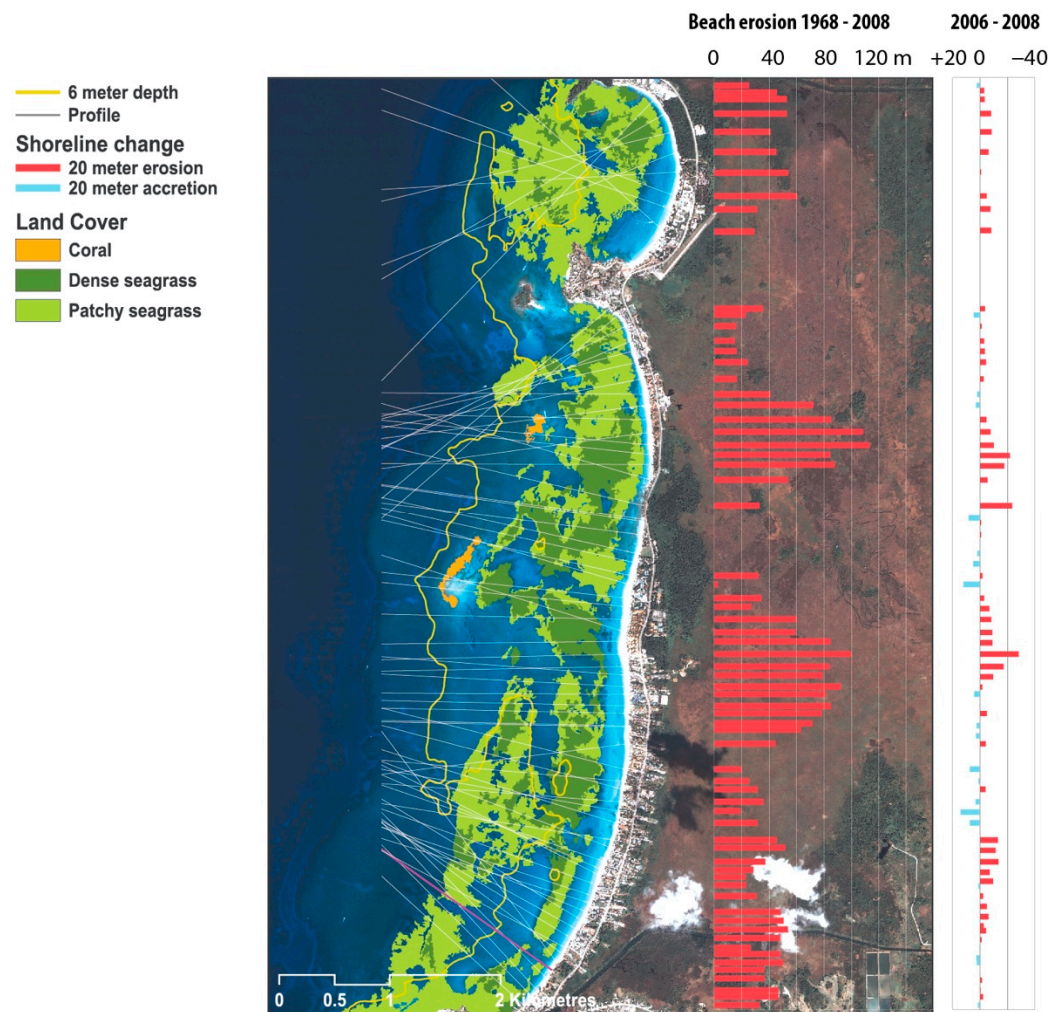 Beach erosion 1968 - 2008
2006 - 2008
0 40 80 120 m
+20 0 −40
6 meter depth
Profile
Shoreline change
20 meter erosion
20 meter accretion
Land Cover
Coral
Dense seagrass
Patchy seagrass
0 0.5 1 2 Kilometres